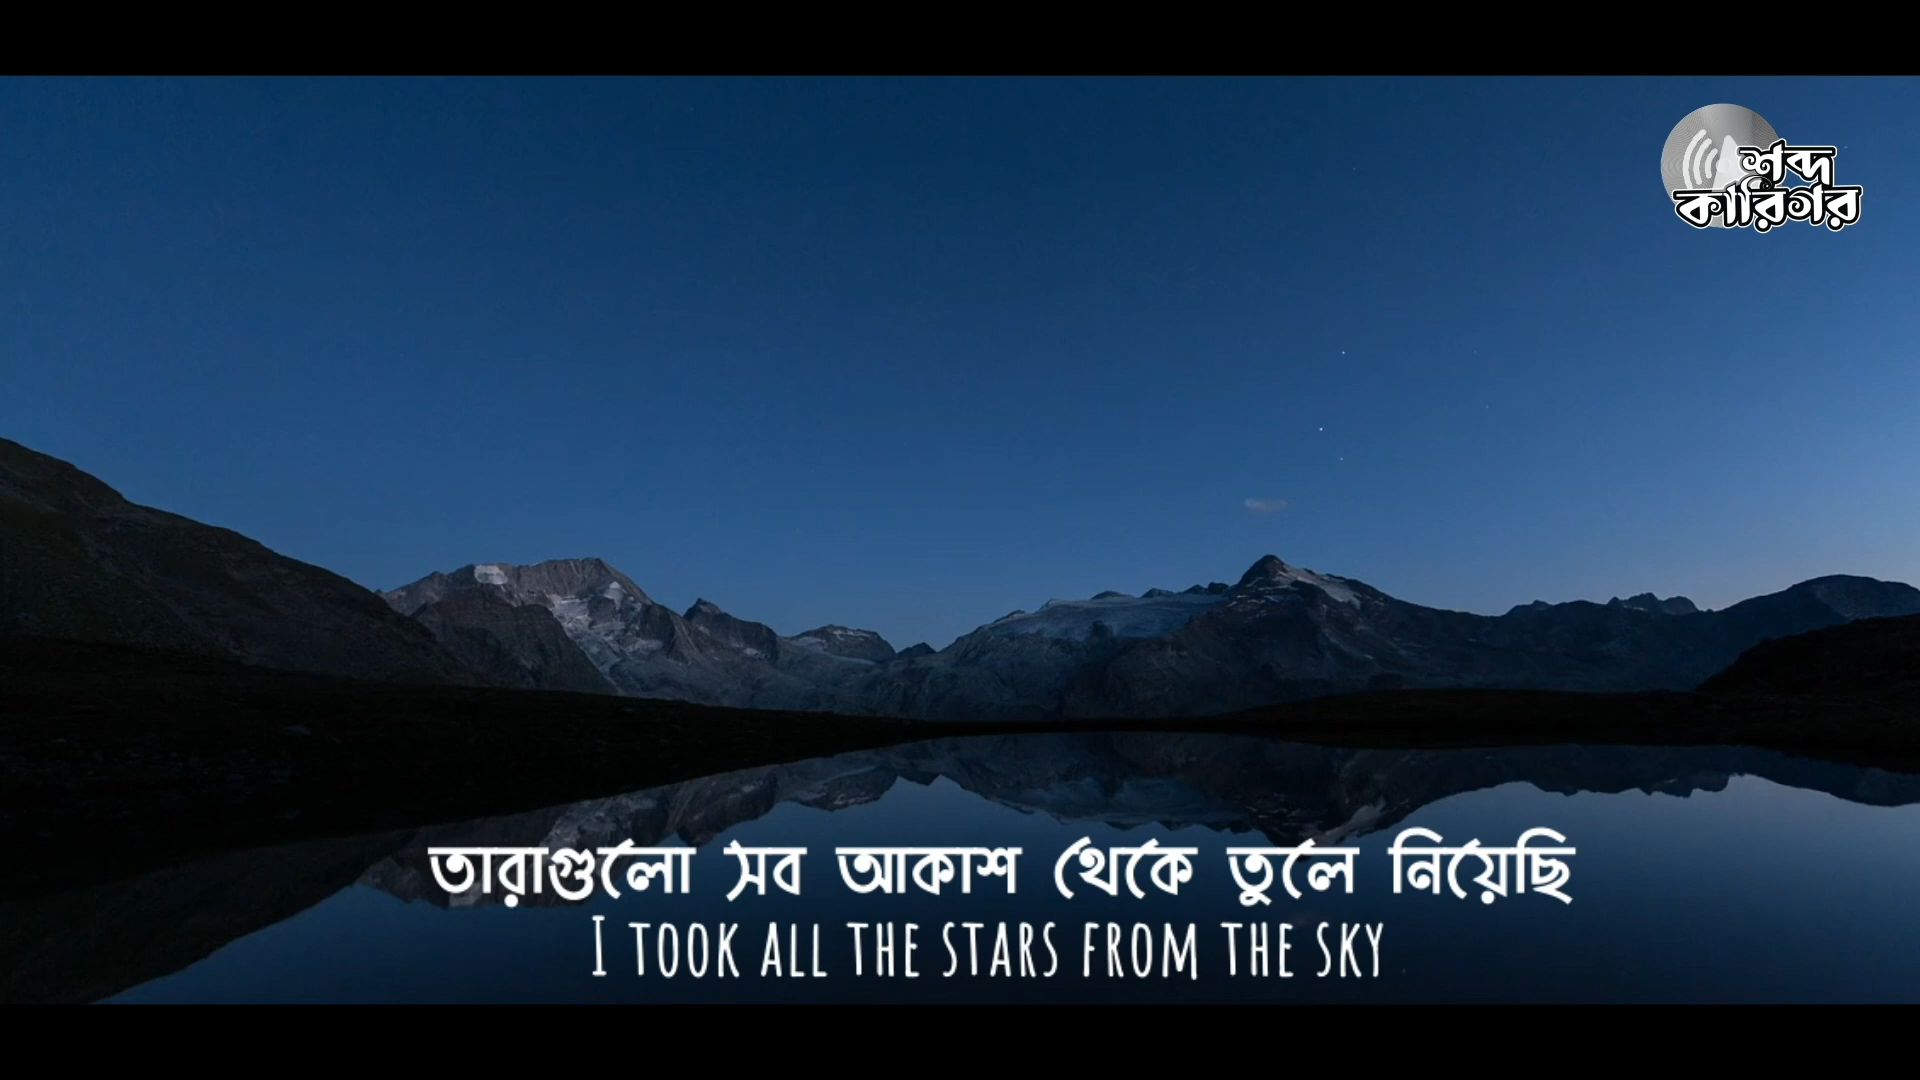 শব্দ
কারিগর
তারাগুলো সব আকাশ থেকে তুলে নিয়েছি
I TOOK ALL THE STARS FROM THE SKY